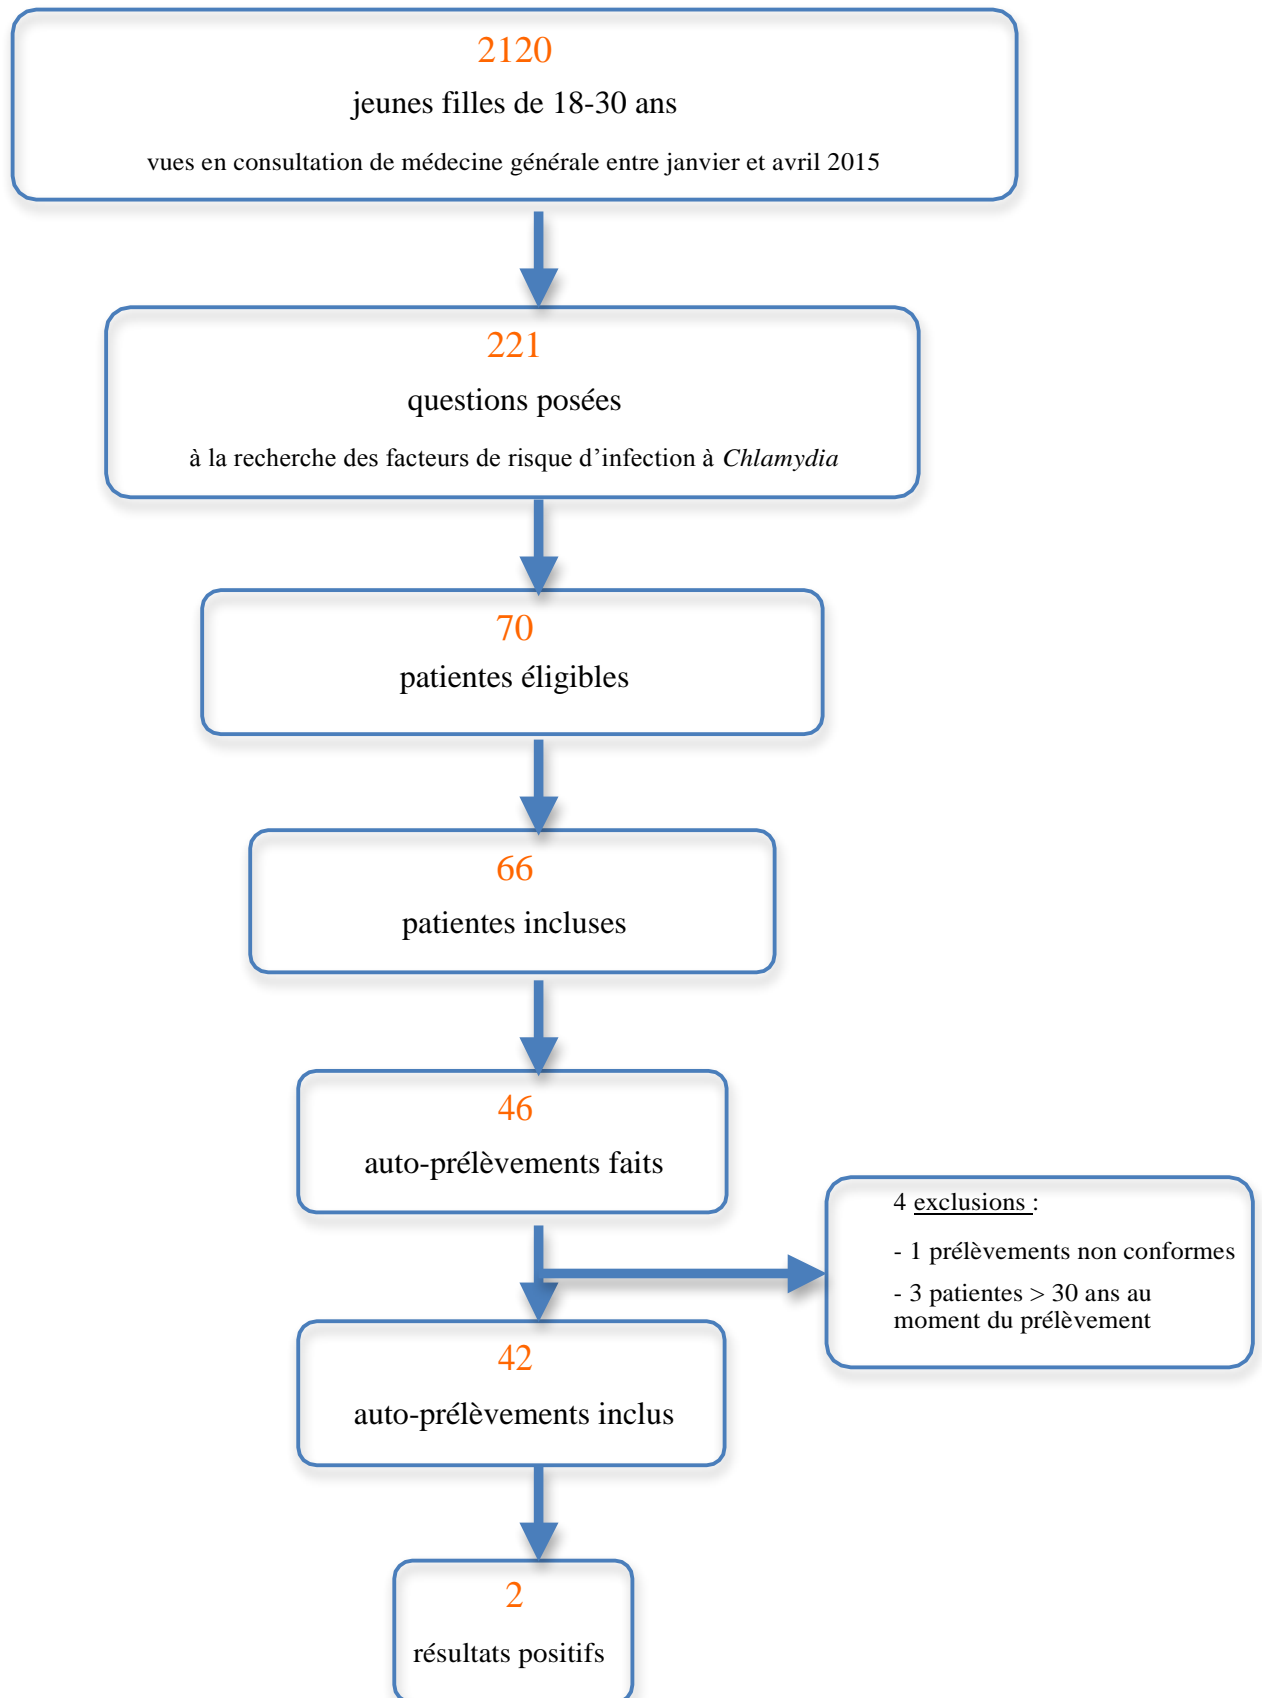 2120
jeunes filles de 18-30 ans
vues en consultation de médecine générale entre janvier et avril 2015
221
questions posées
à la recherche des facteurs de risque d’infection à Chlamydia
70
patientes éligibles
66
patientes incluses
46
auto-prélèvements faits
4 exclusions :
- 1 prélèvements non conformes
- 3 patientes > 30 ans au
moment du prélèvement
42
auto-prélèvements inclus
2
résultats positifs